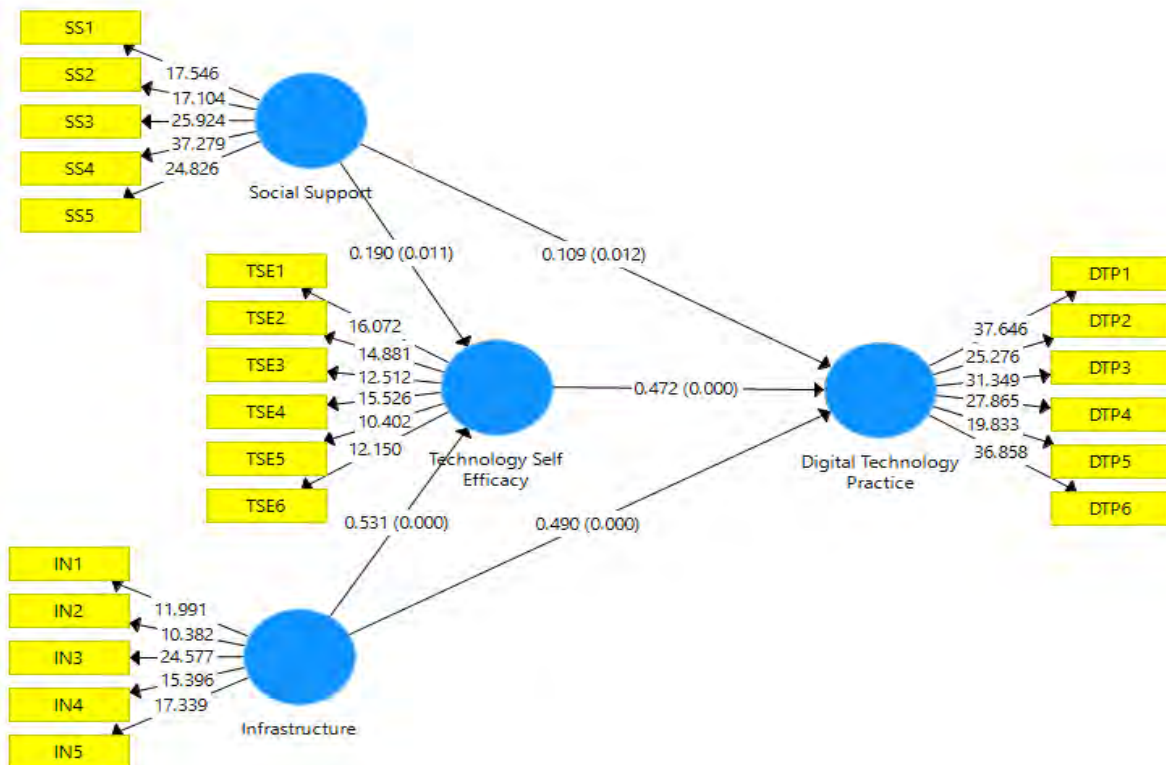 SS1
SS2
SS3
SS4
SS5
17.546
17.104
25.924
37.279
24.826
Social Support
0.190 (0.011)
0.109 (0.012)
TSE1
TSE2
TSE3
TSE4
TSE5
TSE6
16.072
14.881
12.512
15.526
10.402
12.150
Technology Self
Efficacy
0.472 (0.000)
DTP1
DTP2
DTP3
DTP4
DTP5
DTP6
37.646
25.276
31.349
27.865
19.833
36.858
Digital Technology
Practice
0.531 (0.000)
0.490 (0.000)
IN1
IN2
IN3
IN4
IN5
11.991
10.382
24.577
15.396
17.339
Infrastructure